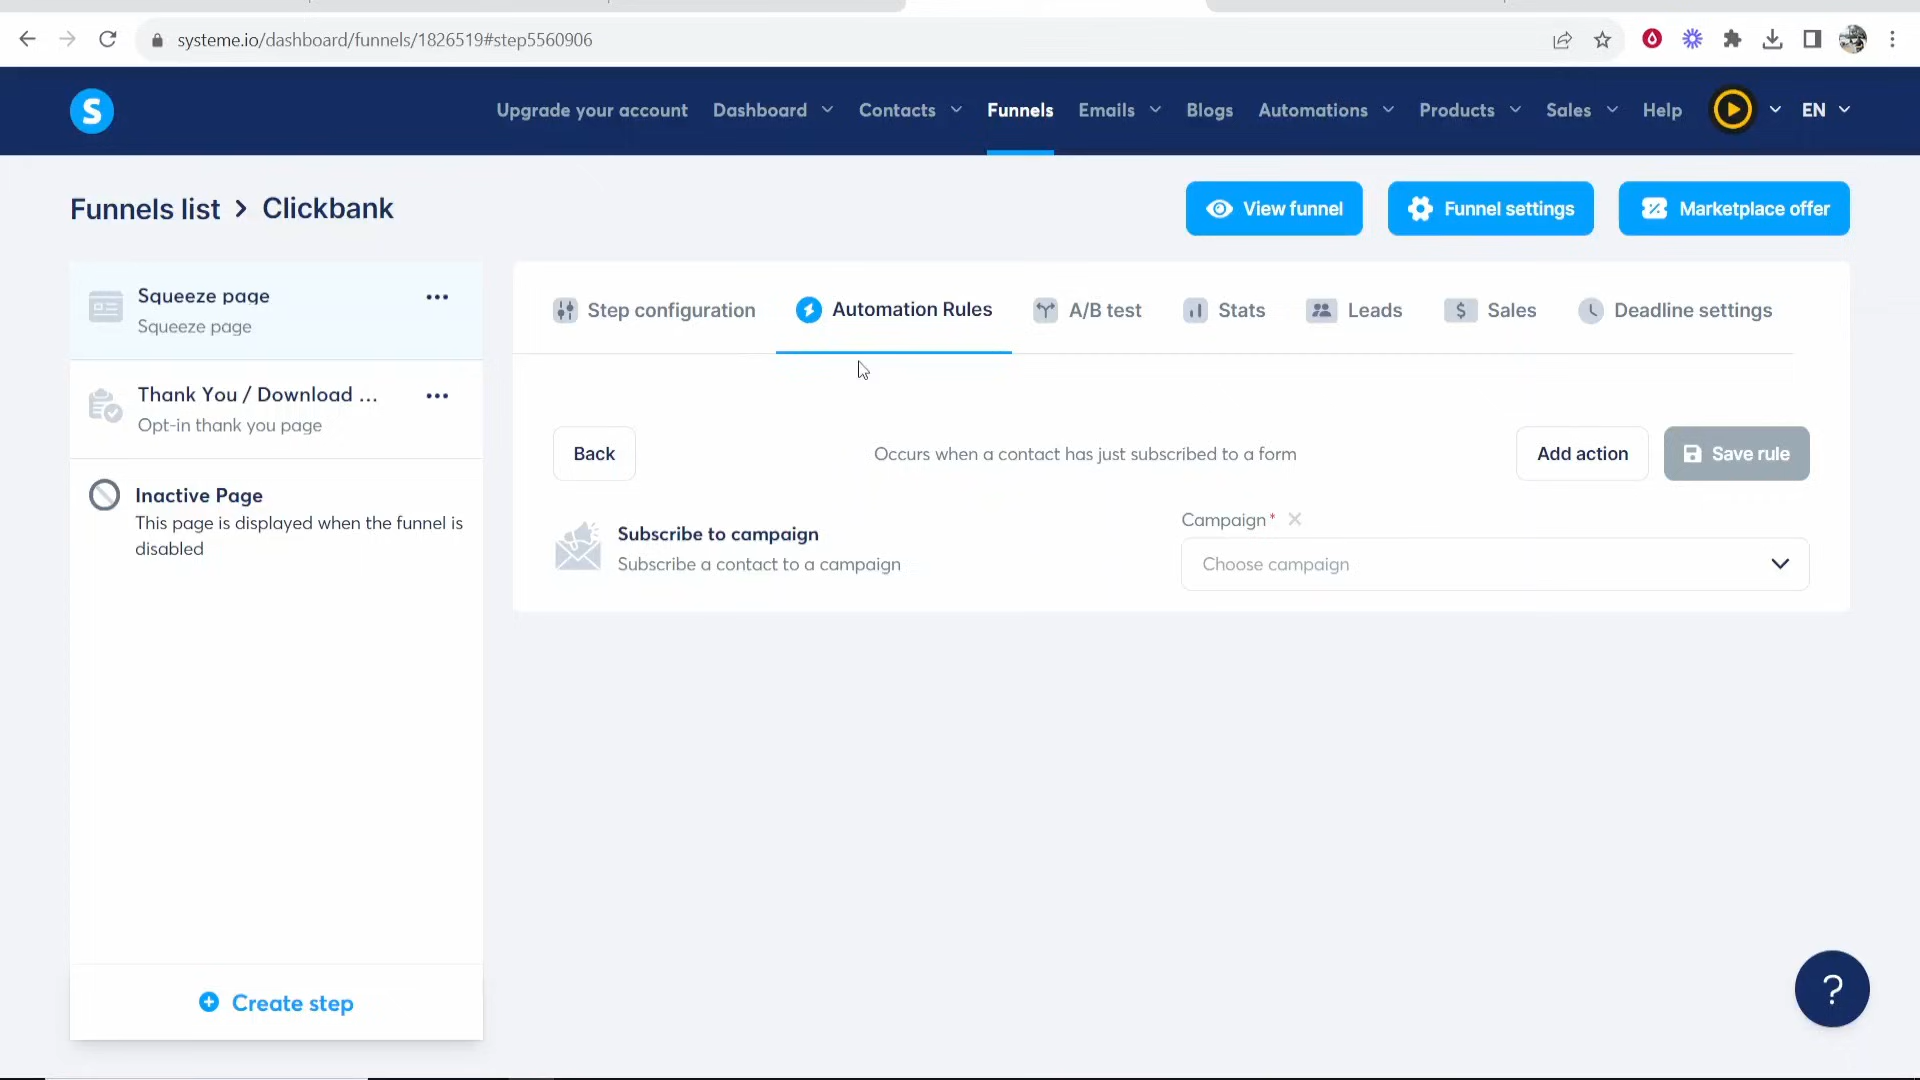 systeme.io/dashboard/funnels/1826519#step5560906
S
Upgrade your account
Dashboard
Contacts
Funnels
Emails
Blogs
Automations
Products
Sales
Help
EN
Funnels list > Clickbank
View funnel
Funnel settings
Marketplace offer
Squeeze page
Squeeze page
Thank You / Download ...
Opt-in thank you page
Inactive Page
This page is displayed when the funnel is
disabled
Create step
Step configuration
Automation Rules
A/B test
Stats
Leads
$ Sales
Deadline settings
Back
Occurs when a contact has just subscribed to a form
Add action
Save rule
Subscribe to campaign
Subscribe a contact to a campaign
Campaign *
Choose campaign
?